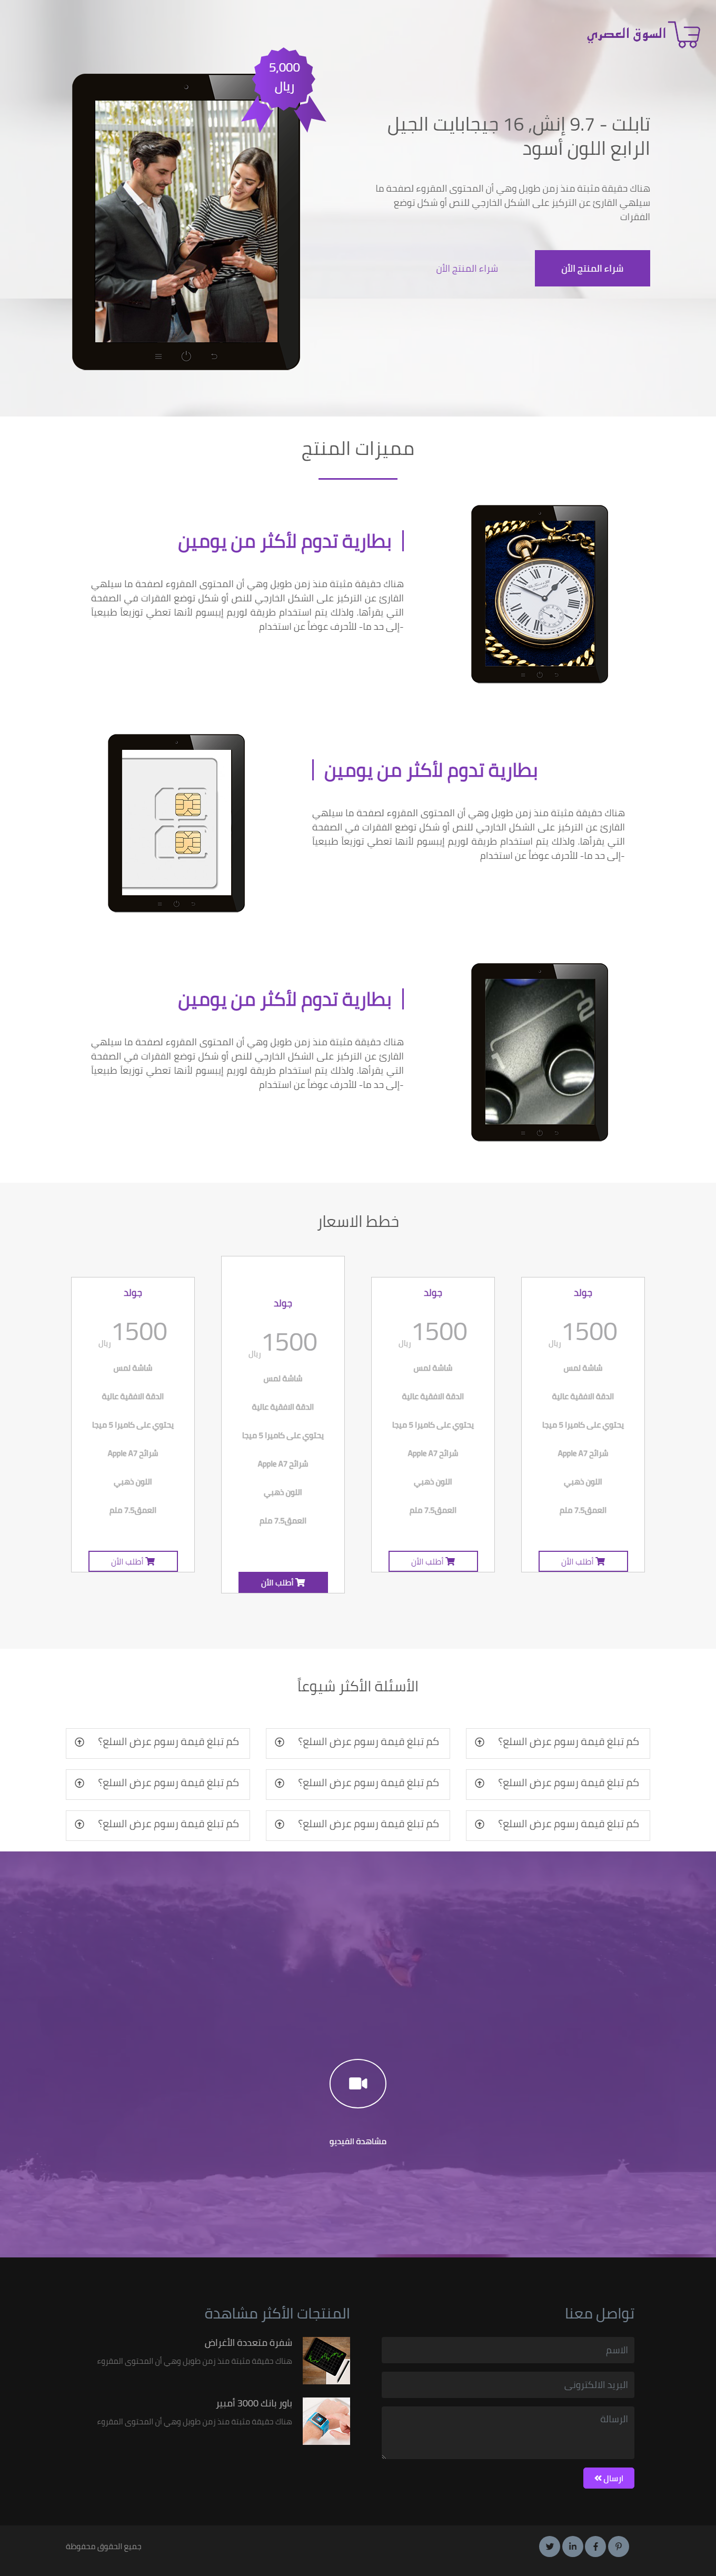 السوق العصري
5,000
ريال
تابلت - 9.7 إنش, 16 جيجابايت الجيل
الرابع اللون أسود
هناك حقيقة مثبتة منذ زمن طويل وهي أن المحتوى المقروء لصفحة ما
سيلهي القارئ عن التركيز على الشكل الخارجي للنص أو شكل توضع
الفقرات
شراء المنتج الأن
شراء المنتج الأن
مميزات المنتج
بطارية تدوم لأكثر من يومين
هناك حقيقة مثبتة منذ زمن طويل وهي أن المحتوى المقروء لصفحة ما سيلهي
القارئ عن التركيز على الشكل الخارجي للنص أو شكل توضع الفقرات في الصفحة
التي يقرأها. ولذلك يتم استخدام طريقة لوريم إيبسوم لأنها تعطي توزيعاَ طبيعياَ
-إلى حد ما- للأحرف عوضاً عن استخدام
بطارية تدوم لأكثر من يومين
هناك حقيقة مثبتة منذ زمن طويل وهي أن المحتوى المقروء لصفحة ما سيلهي
القارئ عن التركيز على الشكل الخارجي للنص أو شكل توضع الفقرات في الصفحة
التي يقرأها. ولذلك يتم استخدام طريقة لوريم إيبسوم لأنها تعطي توزيعاَ طبيعياَ
-إلى حد ما- للأحرف عوضاً عن استخدام
بطارية تدوم لأكثر من يومين
هناك حقيقة مثبتة منذ زمن طويل وهي أن المحتوى المقروء لصفحة ما سيلهي
القارئ عن التركيز على الشكل الخارجي للنص أو شكل توضع الفقرات في الصفحة
التي يقرأها. ولذلك يتم استخدام طريقة لوريم إيبسوم لأنها تعطي توزيعاَ طبيعياَ
-إلى حد ما- للأحرف عوضاً عن استخدام
خطط الاسعار
جولد
1500 ريال
شاشة لمس
الدقة الافقية عالية
يحتوي على كاميرا 5 ميجا
شرائح Apple A7
اللون ذهبي
العمق7.5 ملم
أطلب الأن
جولد
1500 ريال
شاشة لمس
الدقة الافقية عالية
يحتوي على كاميرا 5 ميجا
شرائح Apple A7
اللون ذهبي
العمق7.5 ملم
أطلب الأن
جولد
1500 ريال
شاشة لمس
الدقة الافقية عالية
يحتوي على كاميرا 5 ميجا
شرائح Apple A7
اللون ذهبي
العمق7.5 ملم
أطلب الأن
جولد
1500 ريال
شاشة لمس
الدقة الافقية عالية
يحتوي على كاميرا 5 ميجا
شرائح Apple A7
اللون ذهبي
العمق7.5 ملم
أطلب الأن
الأسئلة الأكثر شيوعاً
كم تبلغ قيمة رسوم عرض السلع؟
كم تبلغ قيمة رسوم عرض السلع؟
كم تبلغ قيمة رسوم عرض السلع؟
كم تبلغ قيمة رسوم عرض السلع؟
كم تبلغ قيمة رسوم عرض السلع؟
كم تبلغ قيمة رسوم عرض السلع؟
كم تبلغ قيمة رسوم عرض السلع؟
كم تبلغ قيمة رسوم عرض السلع؟
كم تبلغ قيمة رسوم عرض السلع؟
مشاهدة الفيديو
تواصل معنا
الاسم
البريد الالكترونى
الرسالة
ارسال
المنتجات الأكثر مشاهدة
شفرة متعددة الأغراض
هناك حقيقة مثبتة منذ زمن طويل وهي أن المحتوى المقروء
باور بانك 3000 أمبير
هناك حقيقة مثبتة منذ زمن طويل وهي أن المحتوى المقروء
جميع الحقوق محفوظة